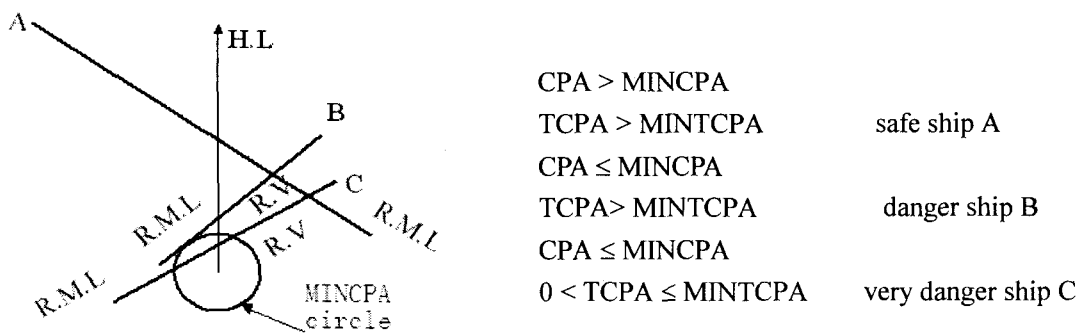 A
H.L
B
C
R.M.L
R.V
R.M.L
R.V
R.M.L
MINCPA
circle
CPA > MINCPA
TCPA > MINTCPA safe ship A
CPA ≤ MINCPA
TCPA> MINTCPA danger ship B
CPA ≤ MINCPA
0 < TCPA ≤ MINTCPA very danger ship C